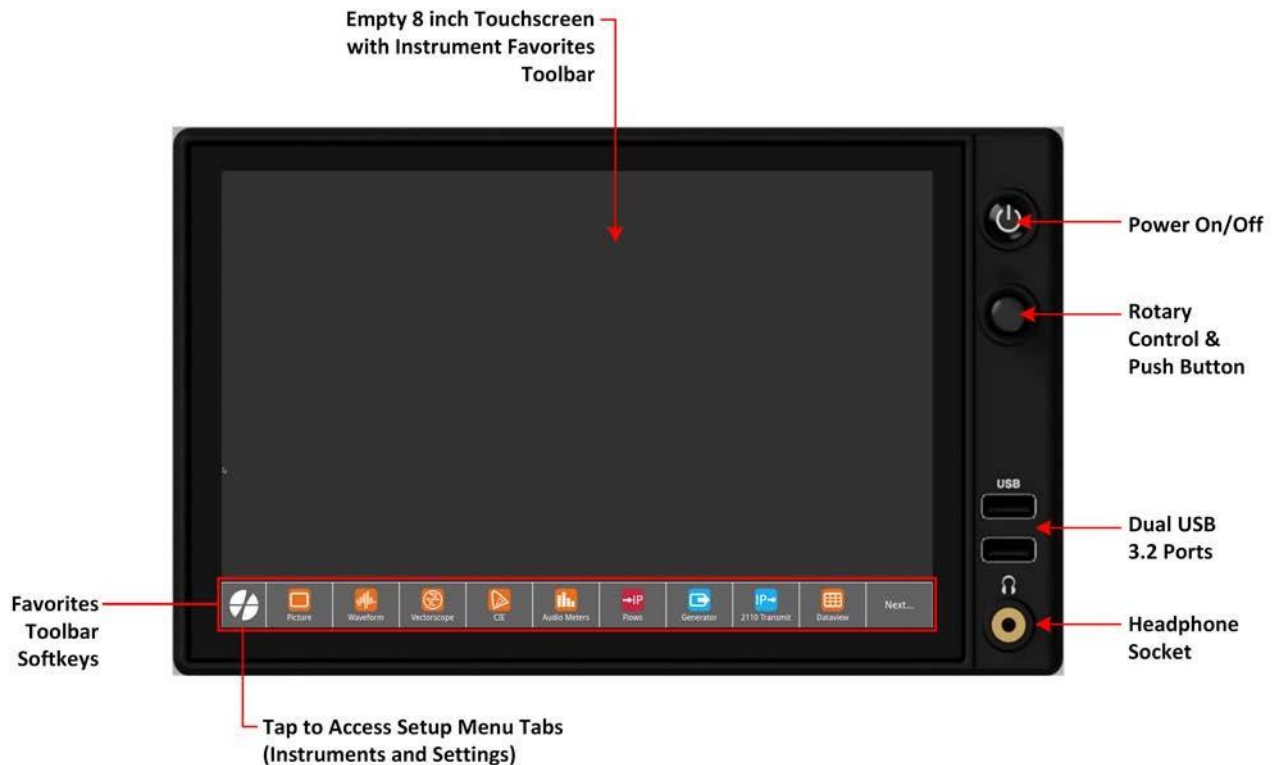 Empty 8 inch Touchscreen
with Instrument Favorites
Toolbar
Power On/Off
Rotary
Control &
Push Button
USB
Dual USB
3.2 Ports
Favorites
Toolbar
Softkeys
Picture
Waveform
Vectorscope
CIE
Audio Meters
→IP
Flows
Generator
IP→
2110 Transmit
Dataview
Next...
Headphone
Socket
Tap to Access Setup Menu Tabs
(Instruments and Settings)